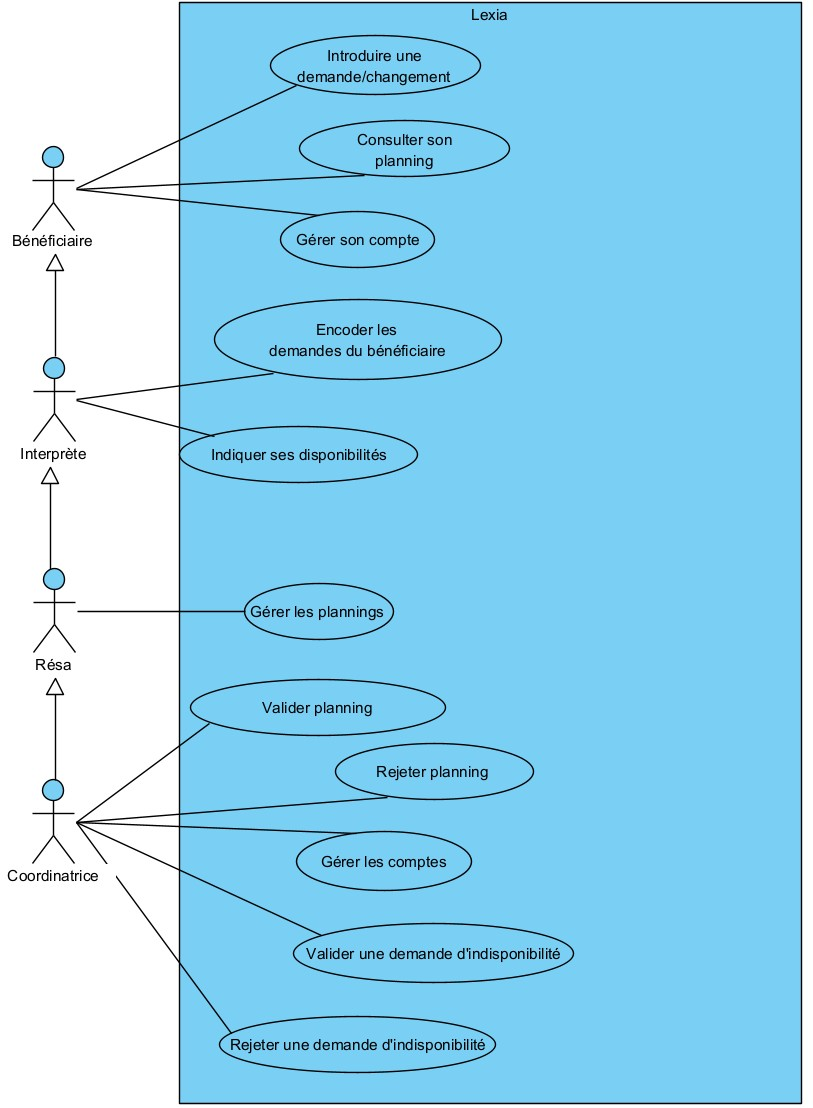 Lexia
Introduire une
demande/changement
Consulter son
planning
Bénéficiaire
Gérer son compte
Encoder les
demandes du bénéficiaire
Interprète
Indiquer ses disponibilités
Gérer les plannings
Résa
Valider planning
Rejeter planning
Gérer les comptes
Coordinatrice
Valider une demande d'indisponibilité
Rejeter une demande d'indisponibilité